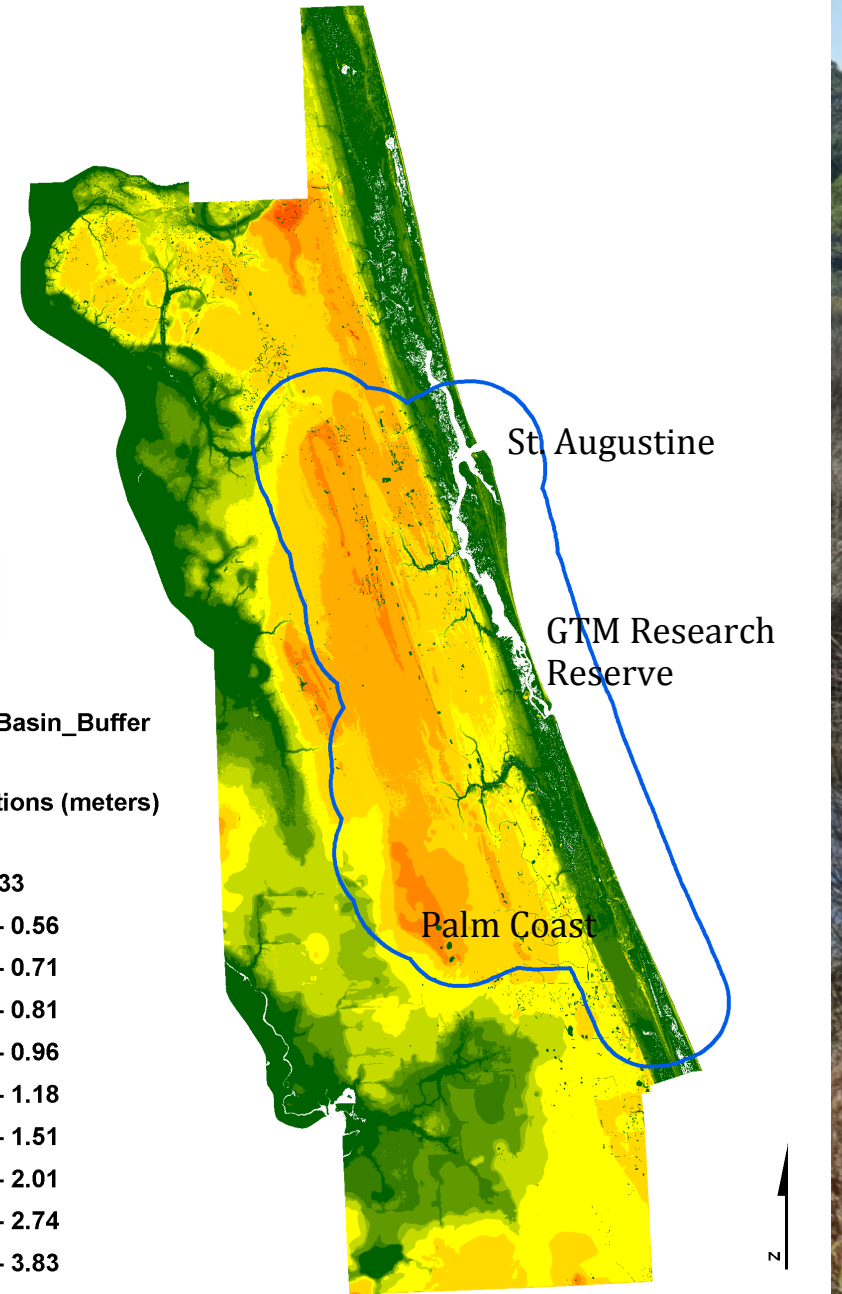 St. Augustine
GTM Research
Reserve
Basin_Buffer
tions (meters)
33
- 0.56
- 0.71
- 0.81
- 0.96
- 1.18
- 1.51
- 2.01
- 2.74
- 3.83
Palm Coast
N